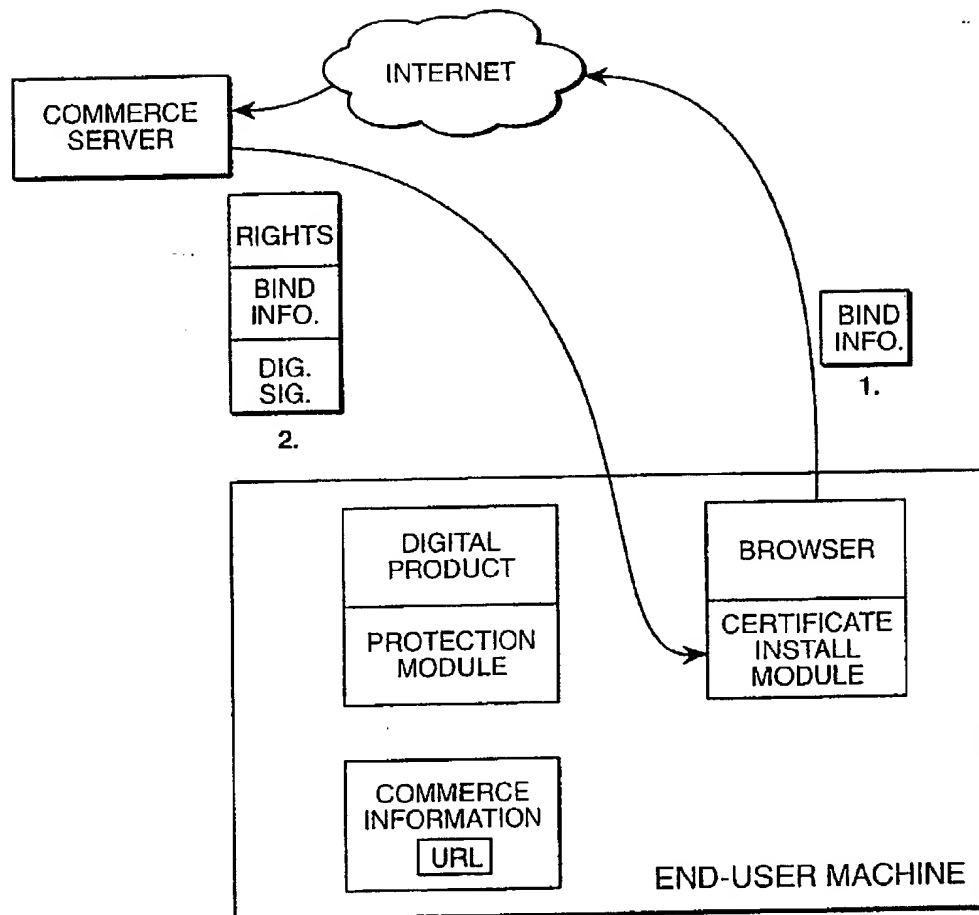 INTERNET
COMMERCE
SERVER
RIGHTS
BIND
INFO.
DIG.
SIG.
2.
BIND
INFO.
1.
DIGITAL
PRODUCT
PROTECTION
MODULE
BROWSER
CERTIFICATE
INSTALL
MODULE
COMMERCE
INFORMATION
URL
END-USER MACHINE